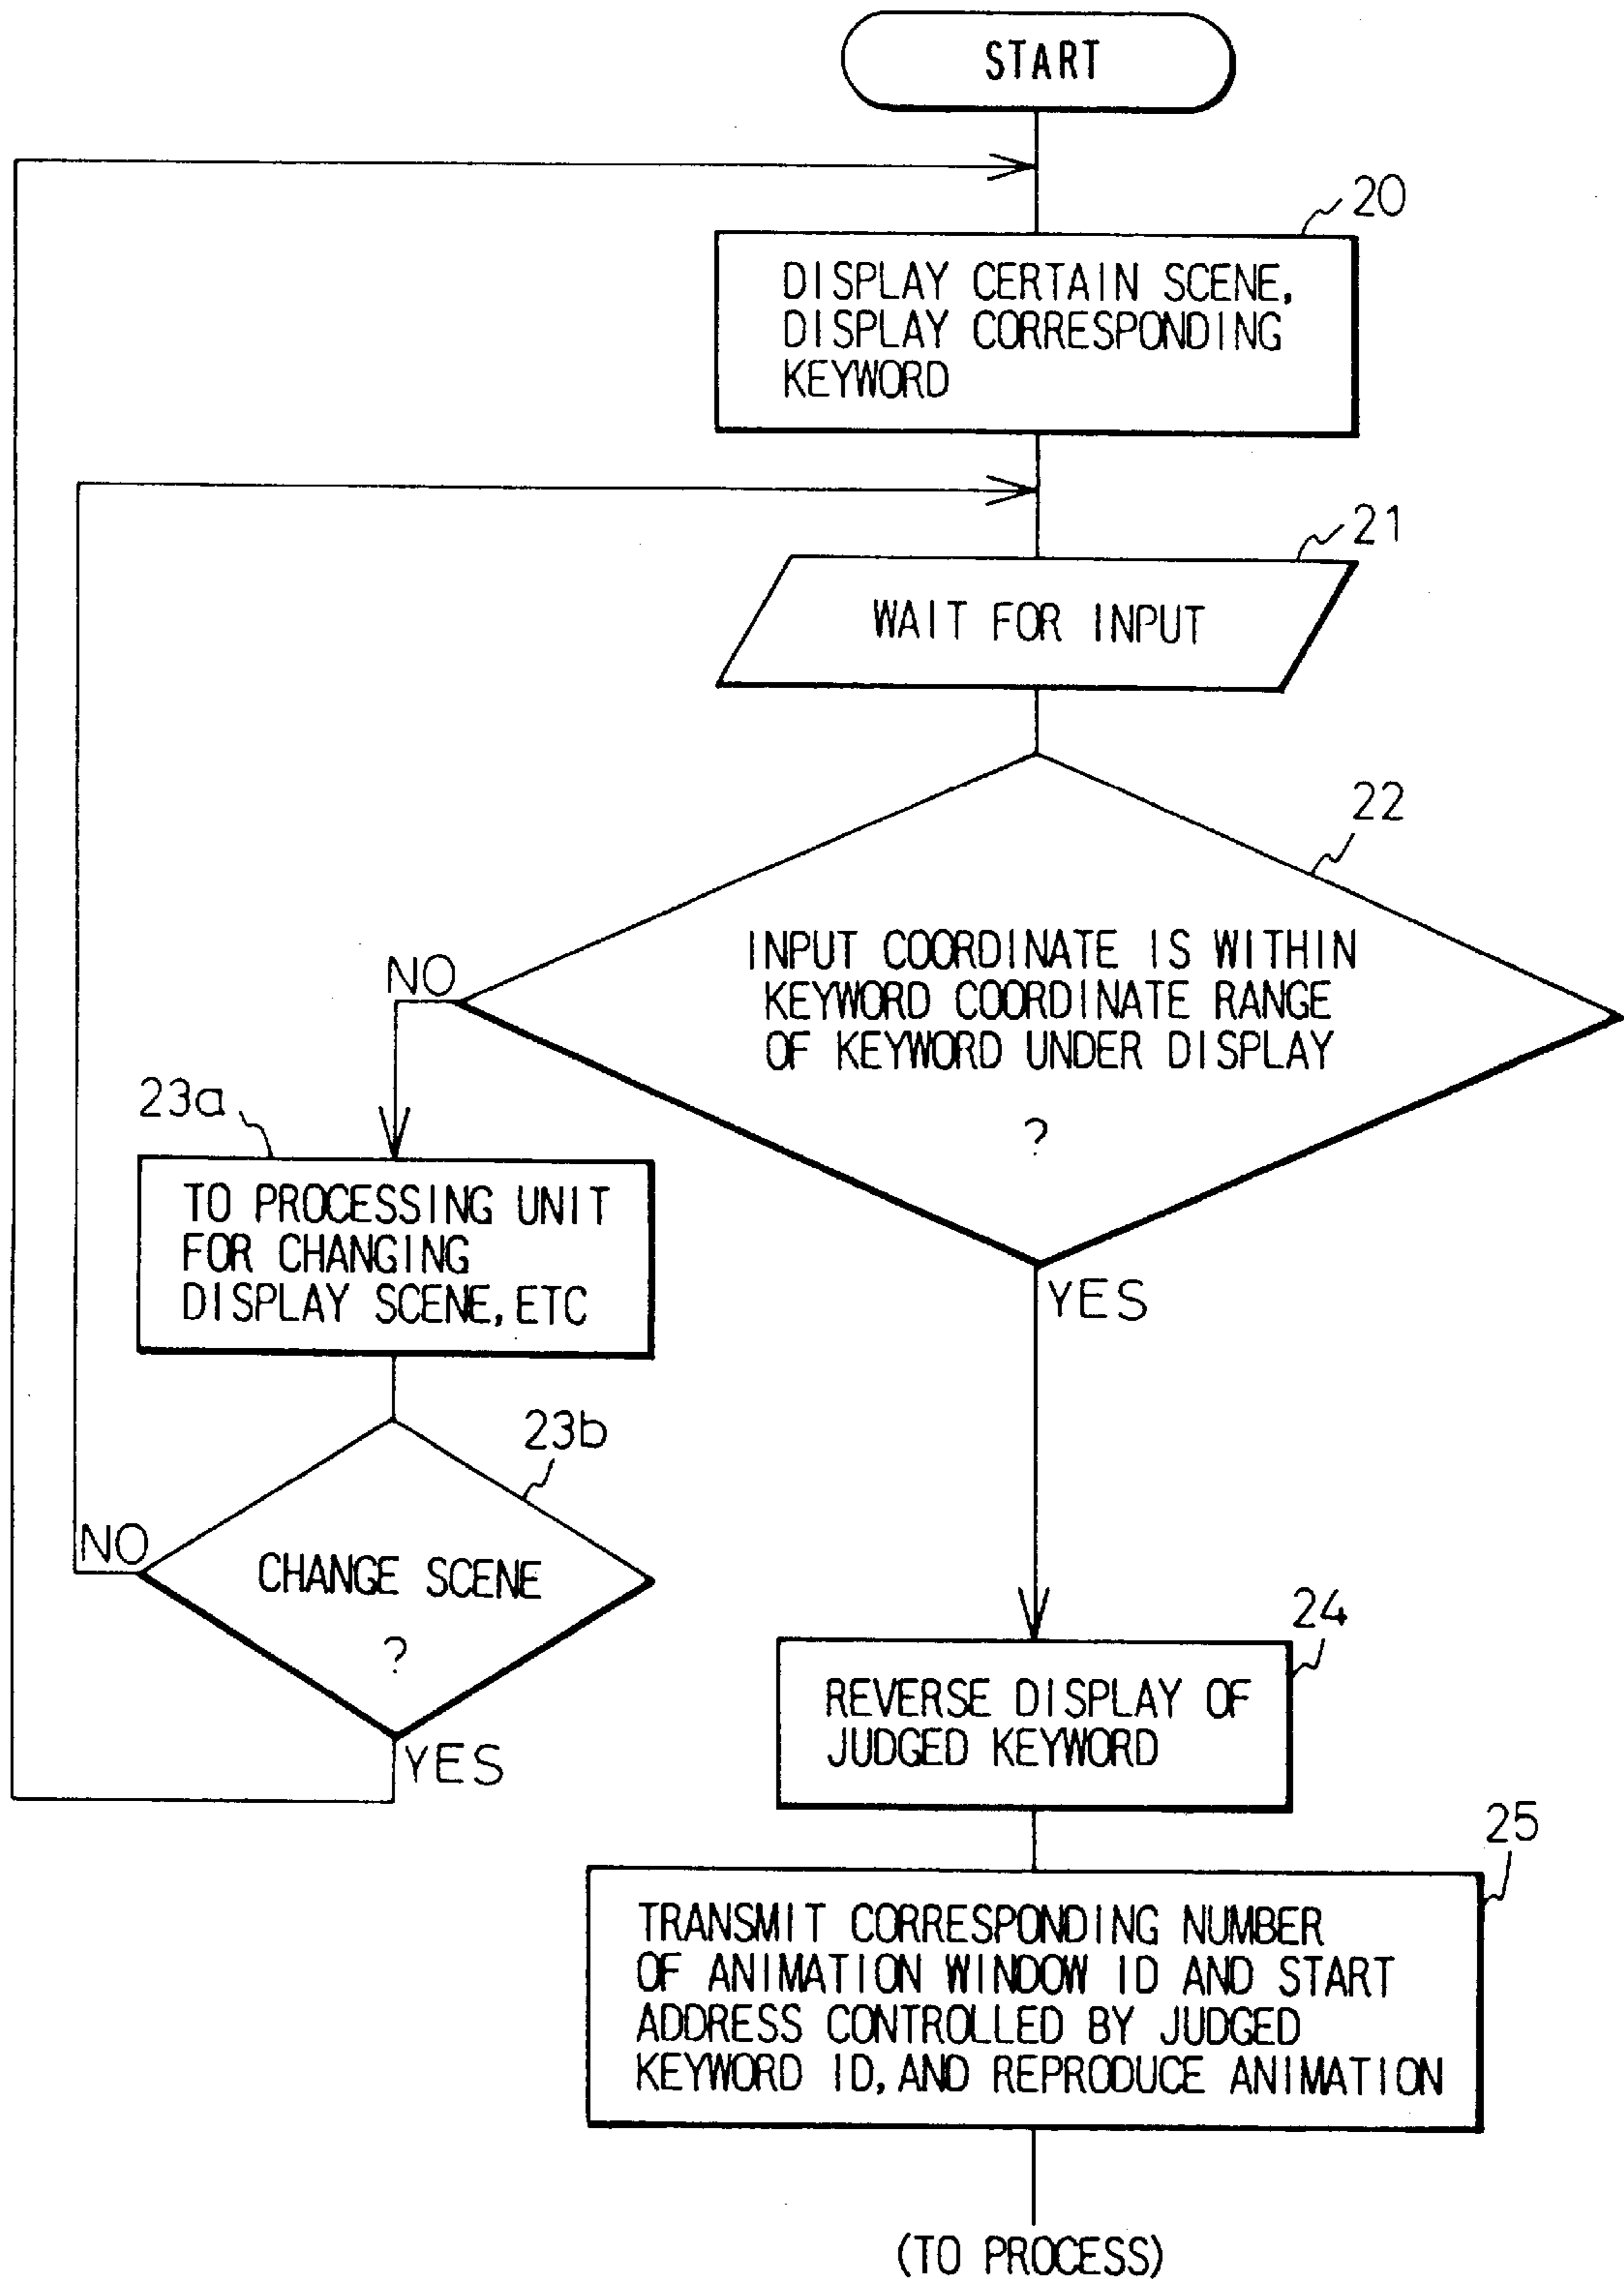 START
20
DISPLAY CERTAIN SCENE,
DISPLAY CORRESPONDING
KEYWORD
21
WAIT FOR INPUT
22
INPUT COORDINATE IS WITHIN
KEYWORD COORDINATE RANGE
OF KEYWORD UNDER DISPLAY
?
NO
YES
23a
TO PROCESSING UNIT
FOR CHANGING
DISPLAY SCENE, ETC
23b
CHANGE SCENE
?
NO
YES
24
REVERSE DISPLAY OF
JUDGED KEYWORD
25
TRANSMIT CORRESPONDING NUMBER
OF ANIMATION WINDOW ID AND START
ADDRESS CONTROLLED BY JUDGED
KEYWORD ID, AND REPRODUCE ANIMATION
(TO PROCESS)